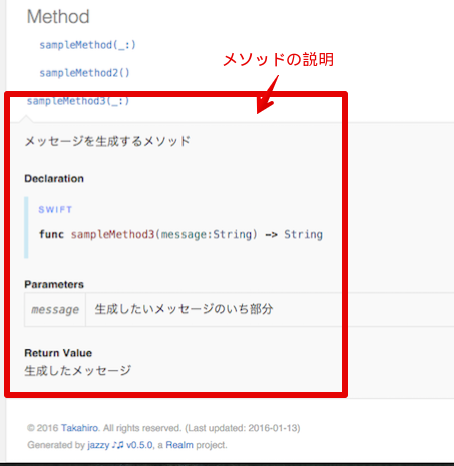 Method
sampleMethod(_:)
sampleMethod2()
メソッドの説明
sampleMethod3(_:)
メッセージを生成するメソッド
Declaration
SWIFT
func sampleMethod3(message:String) -> String
Parameters
message 生成したいメッセージのいち部分
Return Value
生成したメッセージ
© 2016 Takahiro. All rights reserved. (Last updated: 2016-01-13)
Generated by jazzy ♪♫ v0.5.0, a Realm project.